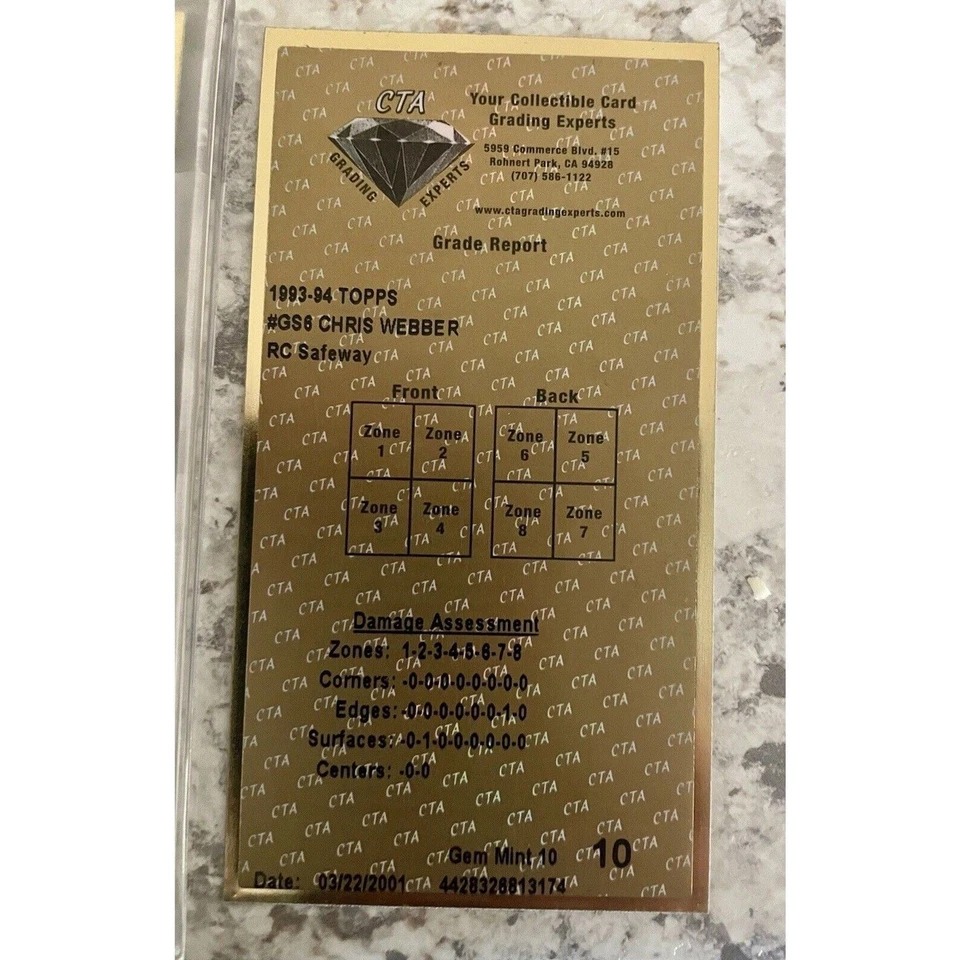 CTA
GRADING EXPERTS
Your Collectible Card
Grading Experts
5959 Commerce Blvd. #15
Rohnert Park, CA 94928
(707) 586-1122
www.ctagradingexperts.com
Grade Report
1993-94 TOPPS
#GS6 CHRIS WEBBER
RC Safeway
Front Back
Zone 1 Zone 2 Zone 6 Zone 5
Zone 3 Zone 4 Zone 8 Zone 7
Damage Assessment
Zones: 1-2-3-4-5-6-7-8
Corners: -0-0-0-0-0-0-0-0
Edges: -0-0-0-0-0-0-1-0
Surfaces: -0-1-0-0-0-0-0-0
Centers: -0-0
Gem Mint 10 10
Date: 03/22/2001 4428326813174